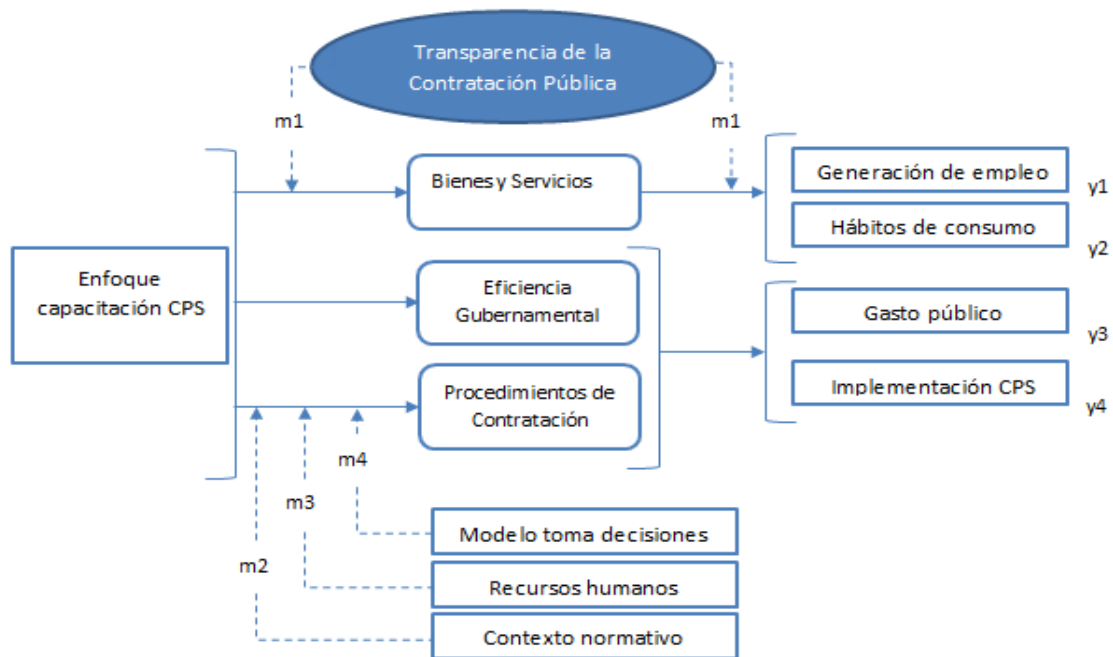 Transparencia de la
Contratación Pública
m1
m1
Bienes y Servicios
Generación de empleo
y1
Hábitos de consumo
y2
Enfoque
capacitación CPS
Eficiencia
Gubernamental
Gasto público
y3
Procedimientos de
Contratación
Implementación CPS
y4
m4
m3
m2
Modelo toma decisiones
Recursos humanos
Contexto normativo